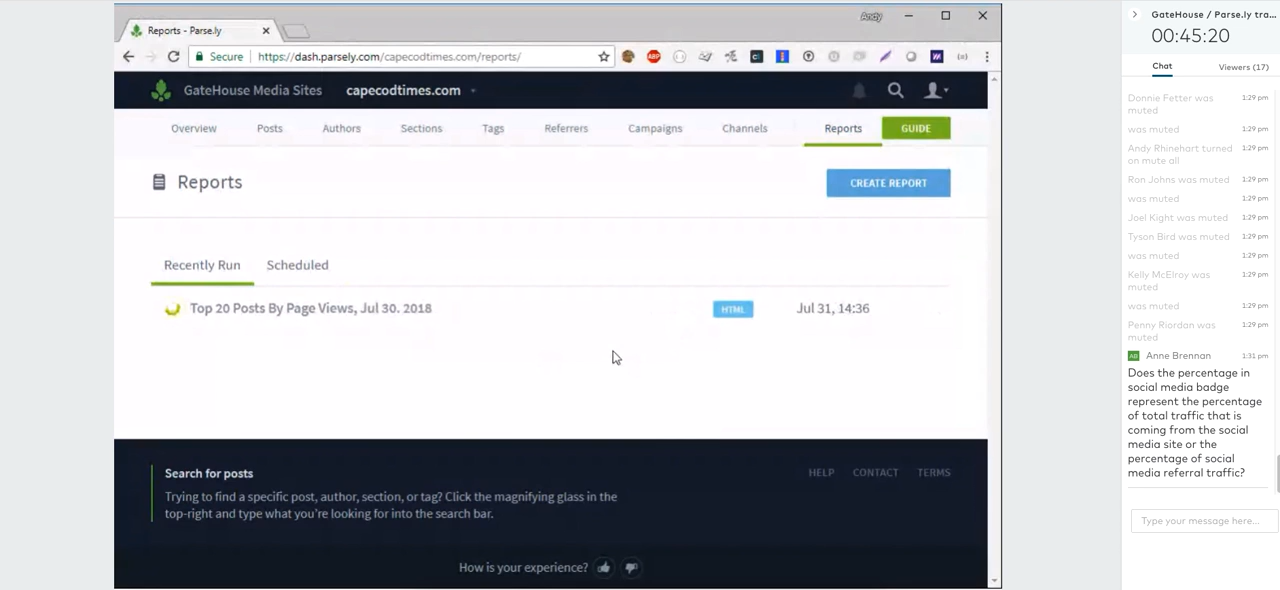 Reports - Parse.ly
Andy
Secure
https://dash.parsely.com/capecodtimes.com/reports/
ABP
GateHouse Media Sites
capecodtimes.com
Overview
Posts
Authors
Sections
Tags
Referrers
Campaigns
Channels
Reports
GUIDE
Reports
CREATE REPORT
Recently Run
Scheduled
Top 20 Posts By Page Views, Jul 30. 2018
HTML
Jul 31, 14:36
Search for posts
HELP
CONTACT
TERMS
Trying to find a specific post, author, section, or tag? Click the magnifying glass in the
top-right and type what you're looking for into the search bar.
How is your experience?
GateHouse / Parse.ly tra...
00:45:20
Chat
Viewers (17)
Donnie Fetter was
muted
1:29 pm
was muted
1:29 pm
Andy Rhinehart turned
on mute all
1:29 pm
Ron Johns was muted
1:29 pm
was muted
1:29 pm
Joel Kight was muted
1:29 pm
Tyson Bird was muted
1:29 pm
was muted
1:29 pm
Kelly McElroy was
muted
1:29 pm
was muted
1:29 pm
Penny Riordan was
muted
1:29 pm
AB
Anne Brennan
1:31 pm
Does the percentage in
social media badge
represent the percentage
of total traffic that is
coming from the social
media site or the
percentage of social
media referral traffic?
Type your message here...